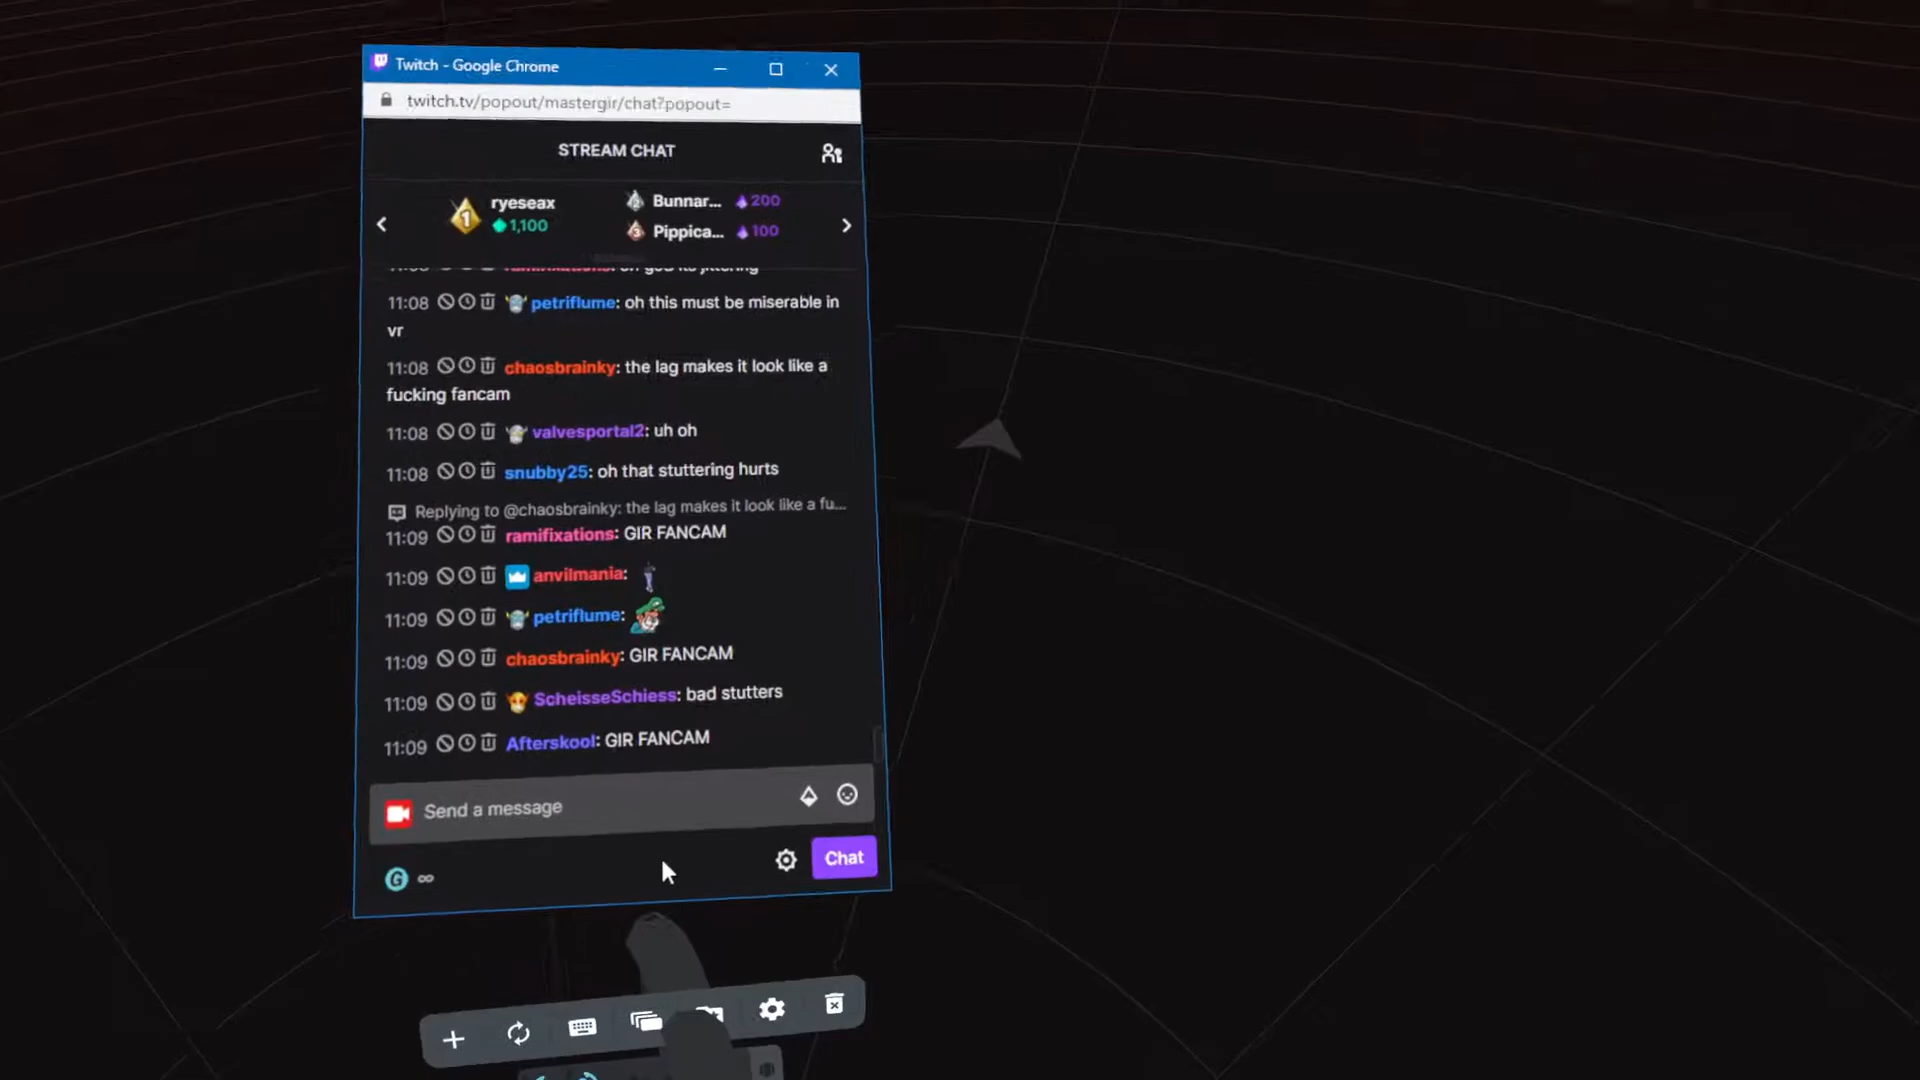 Twitch - Google Chrome
twitch.tv/popout/mastergir/chat?popout=
STREAM CHAT
1 ryeseax 1,100
2 Bunnar... 200
3 Pippica... 100
11:08 petriflume: oh this must be miserable in
vr
11:08 chaosbrainky: the lag makes it look like a
fucking fancam
11:08 valvesportal2: uh oh
11:08 snubby25: oh that stuttering hurts
Replying to @chaosbrainky: the lag makes it look like a fu...
11:09 ramifixations: GIR FANCAM
11:09 anvilmania:
11:09 petriflume:
11:09 chaosbrainky: GIR FANCAM
11:09 ScheisseSchiess: bad stutters
11:09 Afterskool: GIR FANCAM
Send a message
G ∞
Chat